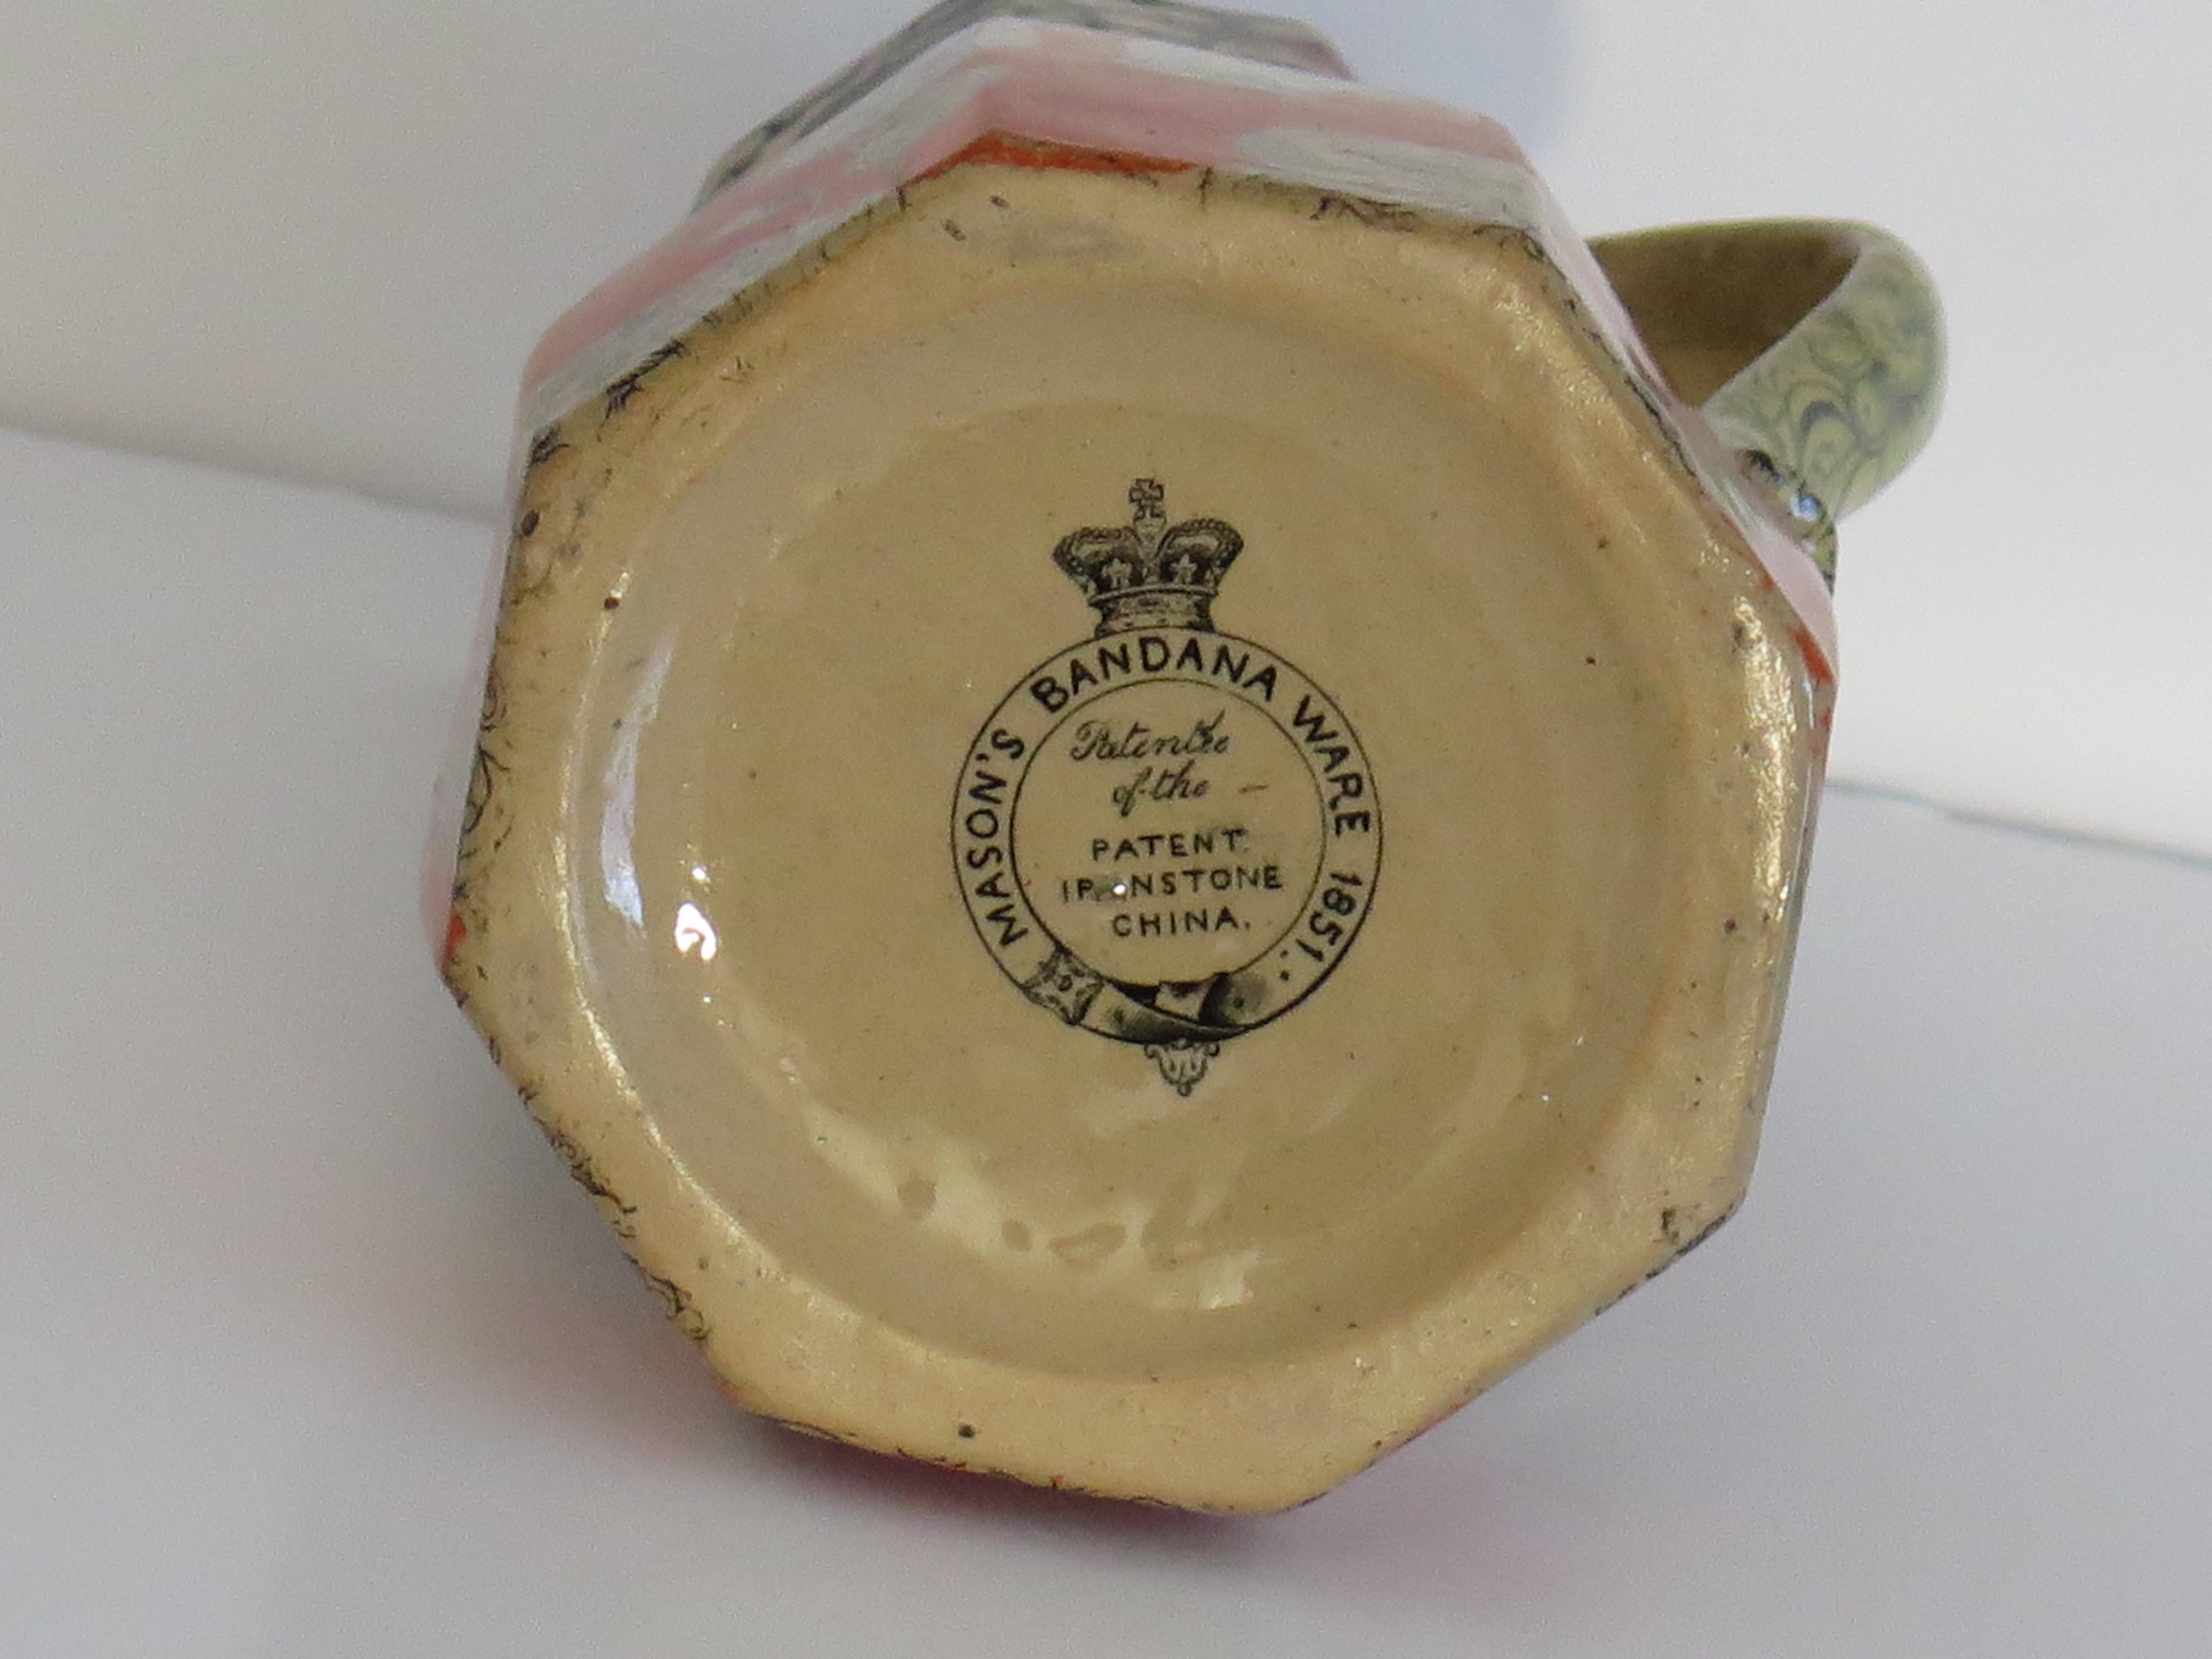 MASON'S BANDANA WARE 1851.
Patentee
of the
PATENT
IRONSTONE
CHINA.